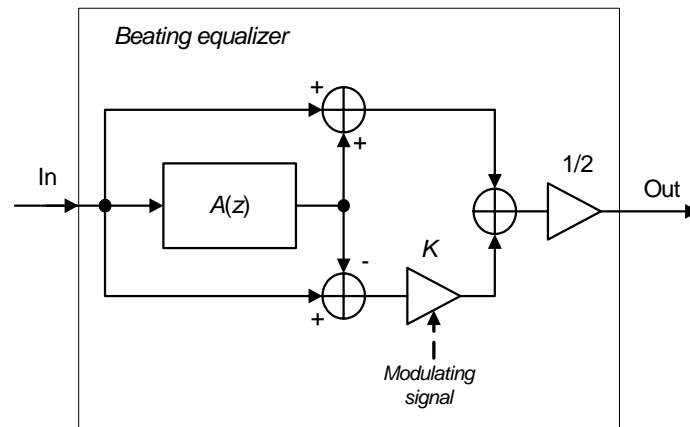 Beating equalizer
+
+
1/2
In
A(z)
Out
-
K
+
Modulating
signal